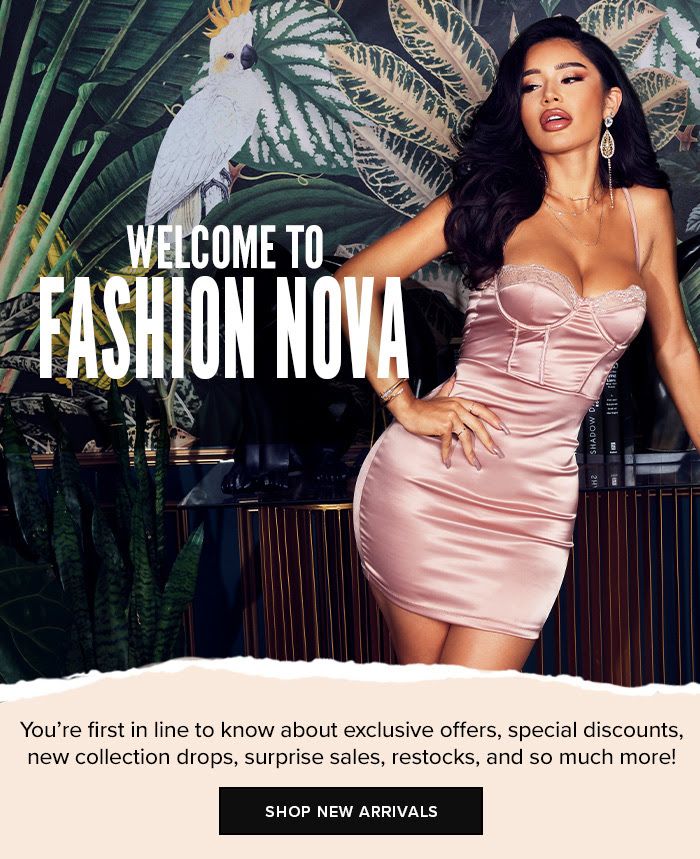 WELCOME TO
FASHION NOVA
SHADOW D
You're first in line to know about exclusive offers, special discounts,
new collection drops, surprise sales, restocks, and so much more!
SHOP NEW ARRIVALS